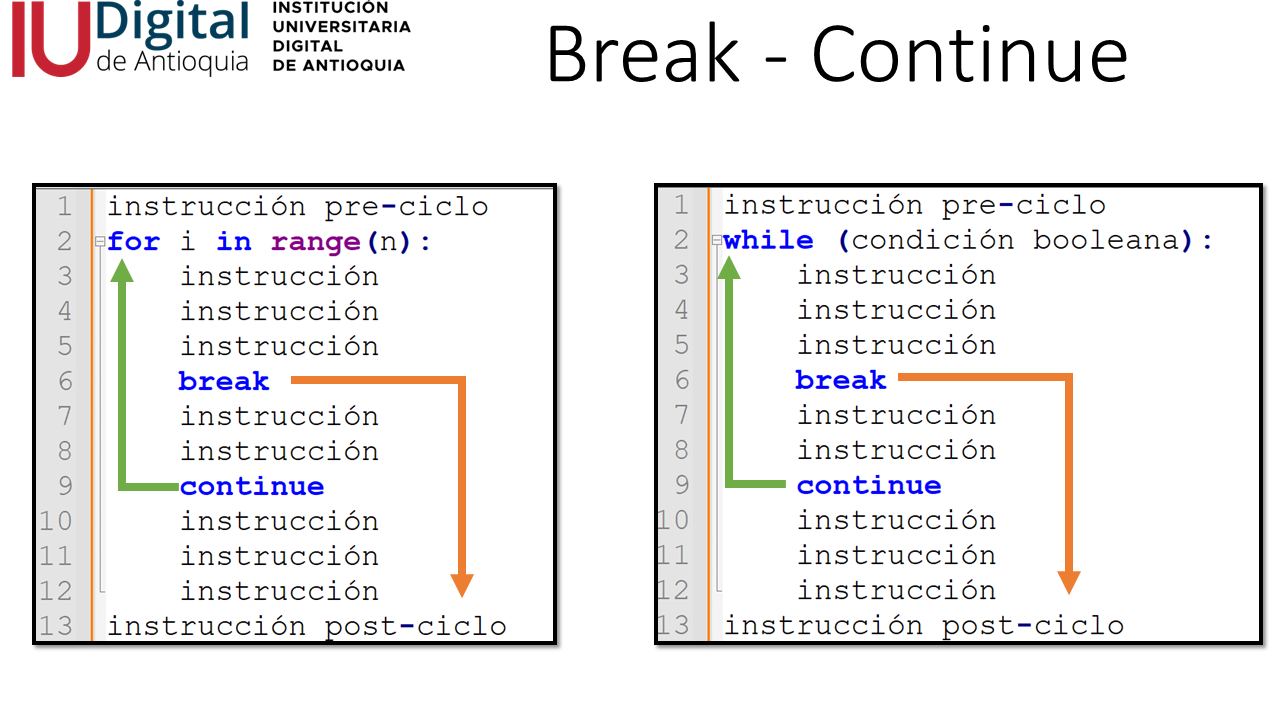 IU Digital
de Antioquia
INSTITUCIÓN
UNIVERSITARIA
DIGITAL
DE ANTIOQUIA
Break - Continue
1 instrucción pre-ciclo
2 for i in range(n):
3 instrucción
4 instrucción
5 instrucción
6 break
7 instrucción
8 instrucción
9 continue
10 instrucción
11 instrucción
12 instrucción
13 instrucción post-ciclo
1 instrucción pre-ciclo
2 while (condición booleana):
3 instrucción
4 instrucción
5 instrucción
6 break
7 instrucción
8 instrucción
9 continue
10 instrucción
11 instrucción
12 instrucción
13 instrucción post-ciclo